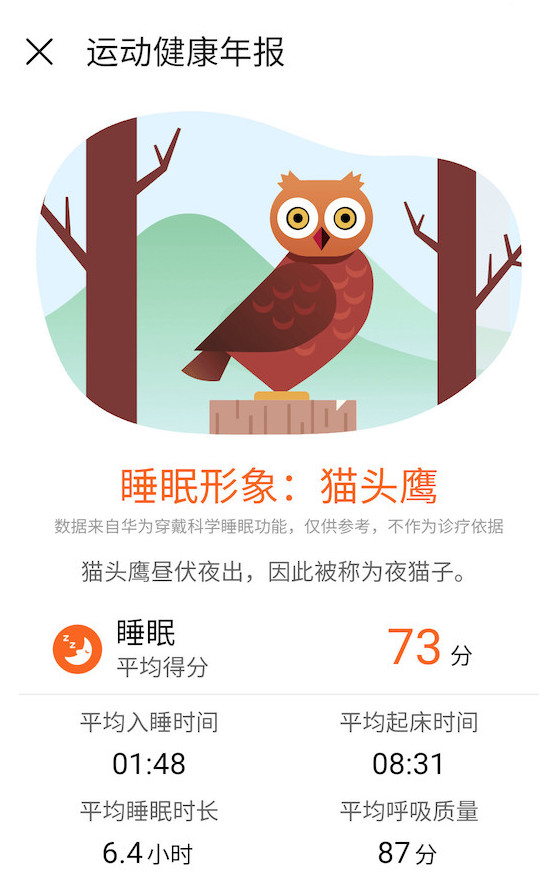 运动健康年报
睡眠形象：猫头鹰
数据来自华为穿戴科学睡眠功能，仅供参考，不作为诊疗依据
猫头鹰昼伏夜出，因此被称为夜猫子。
zzz
睡眠
平均得分
73 分
平均入睡时间 平均起床时间
01:48 08:31
平均睡眠时长 平均呼吸质量
6.4小时 87分